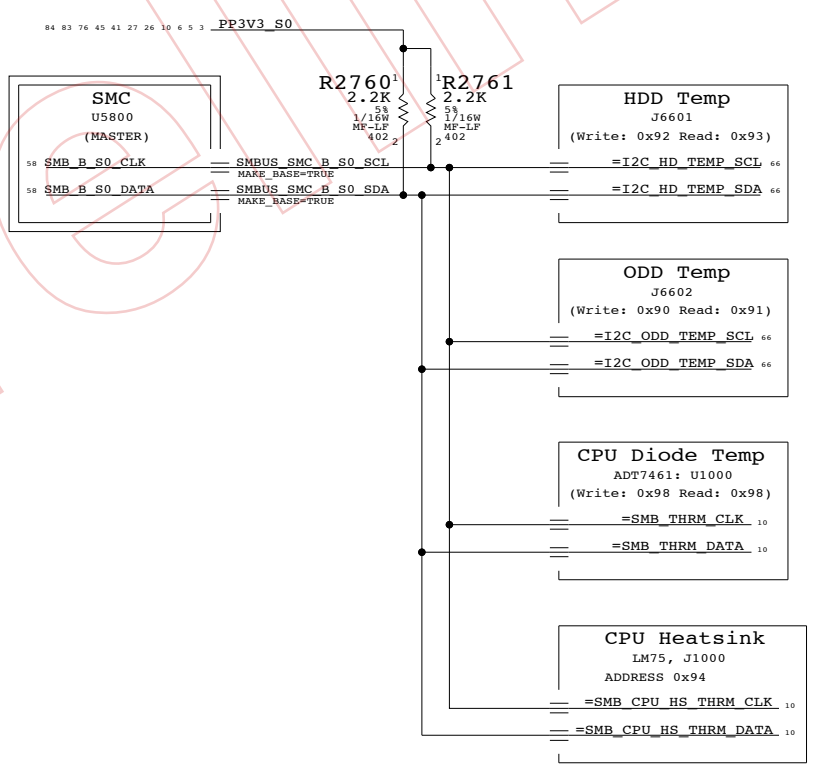 84 83 76 45 41 27 26 10 6 5 3 PP3V3_S0
R2760 1
2.2K
5%
1/16W
MF-LF
402
2
1 R2761
2.2K
5%
1/16W
MF-LF
402
2
SMC
U5800
(MASTER)
58 SMB_B_S0_CLK
SMBUS_SMC_B_S0_SCL
MAKE_BASE=TRUE
58 SMB_B_S0_DATA
SMBUS_SMC_B_S0_SDA
MAKE_BASE=TRUE
HDD Temp
J6601
(Write: 0x92 Read: 0x93)
=I2C_HD_TEMP_SCL 66
=I2C_HD_TEMP_SDA 66
ODD Temp
J6602
(Write: 0x90 Read: 0x91)
=I2C_ODD_TEMP_SCL 66
=I2C_ODD_TEMP_SDA 66
CPU Diode Temp
ADT7461: U1000
(Write: 0x98 Read: 0x98)
=SMB_THRM_CLK 10
=SMB_THRM_DATA 10
CPU Heatsink
LM75, J1000
ADDRESS 0x94
=SMB_CPU_HS_THRM_CLK 10
=SMB_CPU_HS_THRM_DATA 10